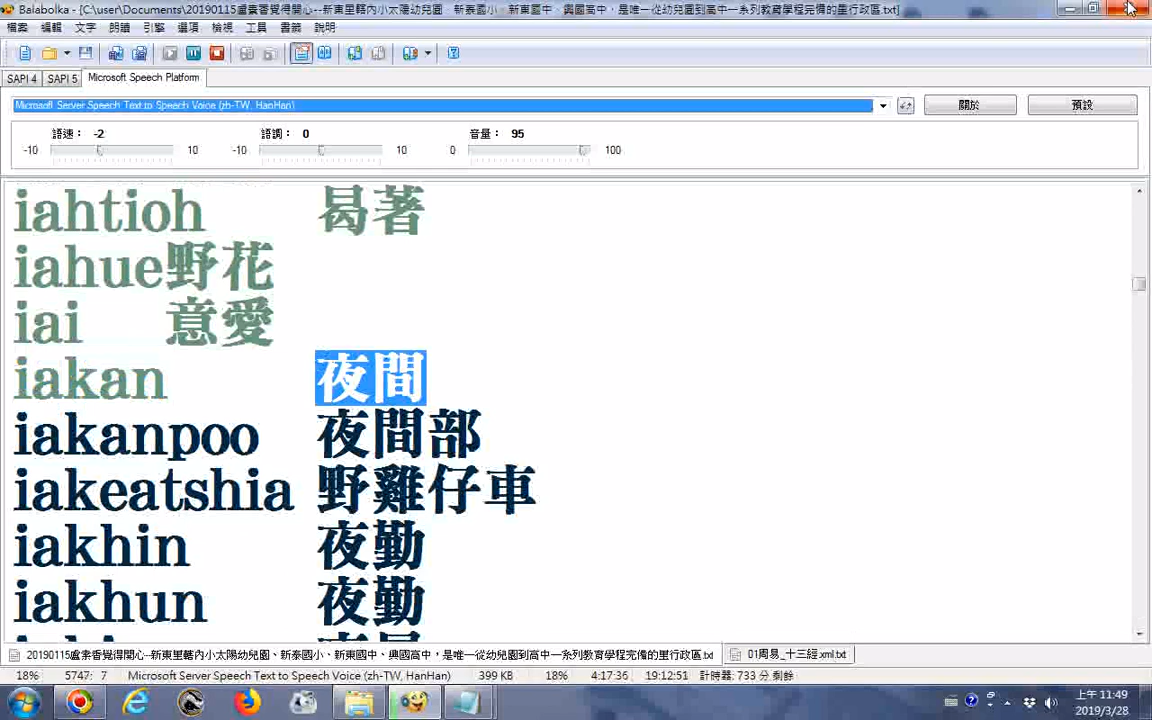 Balabolka - [C:\user\Documents\20190115盧素香覺得開心--新東里轄內小太陽幼兒園、新泰國小、新東國中、興國高中，是唯一從幼兒園到高中一系列教育學程完備的里行政區.txt]
檔案 編輯 文字 朗讀 引擎 選項 檢視 工具 書籤 說明
SAPI 4 SAPI 5 Microsoft Speech Platform
Microsoft Server Speech Text to Speech Voice (zh-TW, HanHan) 關於 預設
語速： -2 語調： 0 音量： 95
-10 10 -10 10 0 100
iahtioh 曷著
iahue野花
iai 意愛
iakan 夜間
iakanpoo 夜間部
iakeatshia 野雞仔車
iakhin 夜勤
iakhun 夜勤
20190115盧素香覺得開心--新東里轄內小太陽幼兒園、新泰國小、新東國中、興國高中，是唯一從幼兒園到高中一系列教育學程完備的里行政區.txt 01周易_十三經.xml.txt
18% 5747: 7 Microsoft Server Speech Text to Speech Voice (zh-TW, HanHan) 399 KB 18% 4:17:36 19:12:51 計時器: 733 分 剩餘
上午 11:49
2019/3/28